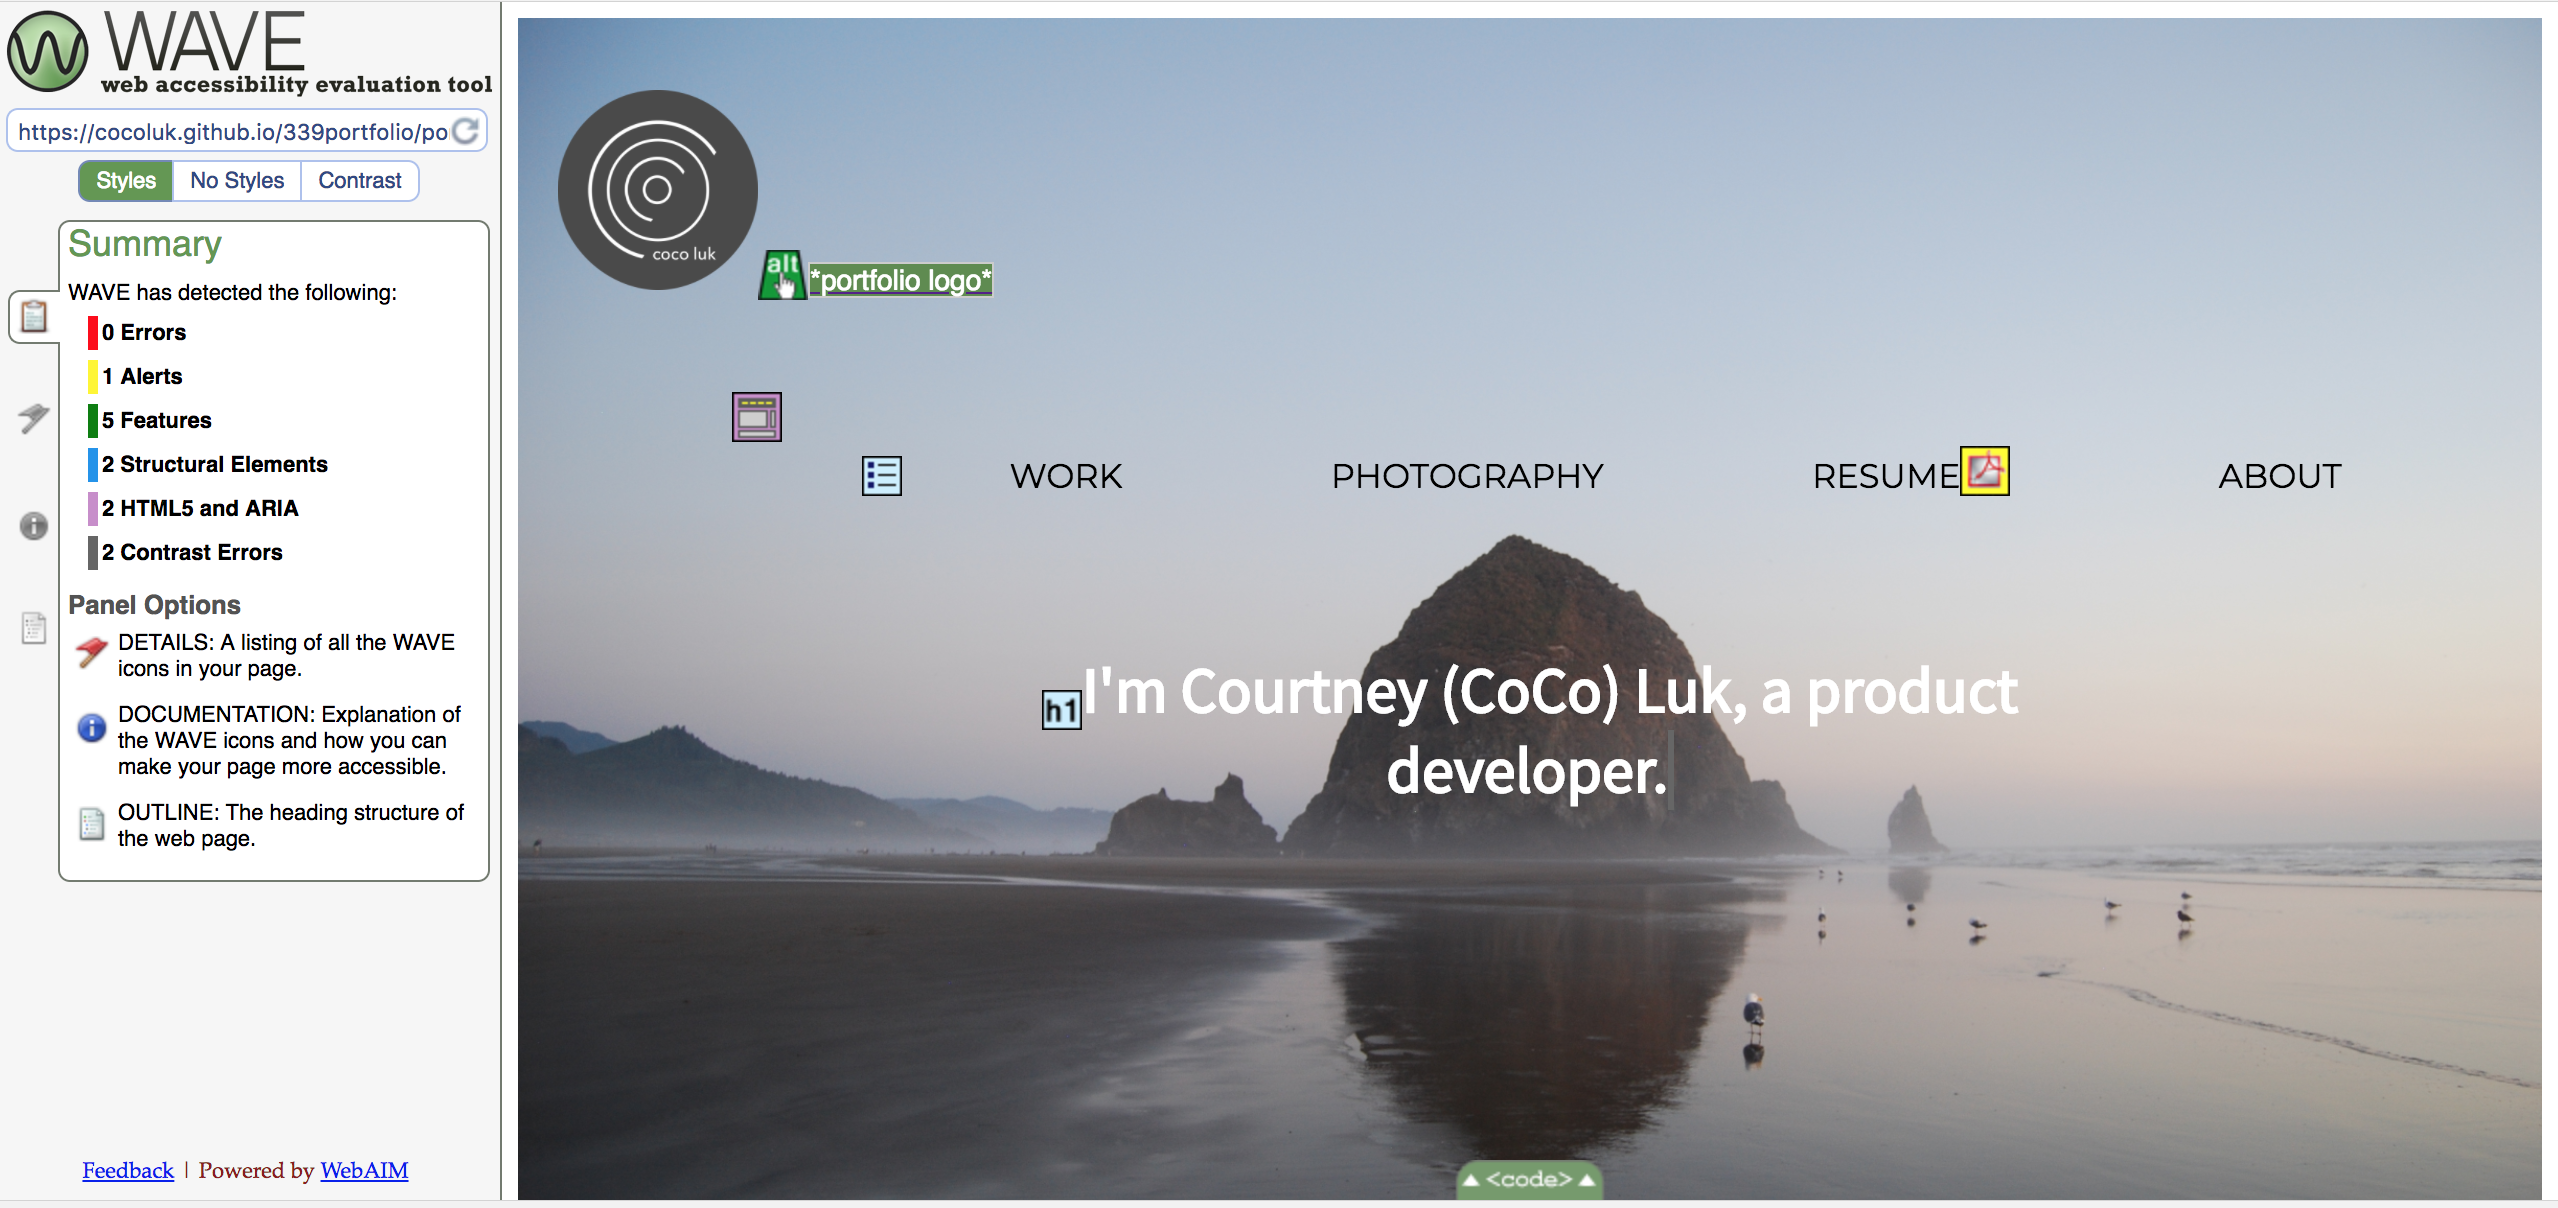 WAVE
web accessibility evaluation tool
https://cocoluk.github.io/339portfolio/po
Styles No Styles Contrast
Summary
WAVE has detected the following:
0 Errors
1 Alerts
5 Features
2 Structural Elements
2 HTML5 and ARIA
2 Contrast Errors
Panel Options
DETAILS: A listing of all the WAVE
icons in your page.
DOCUMENTATION: Explanation of
the WAVE icons and how you can
make your page more accessible.
OUTLINE: The heading structure of
the web page.
Feedback | Powered by WebAIM
coco luk
alt *portfolio logo*
WORK PHOTOGRAPHY RESUME ABOUT
h1 I'm Courtney (CoCo) Luk, a product
developer.
<code>